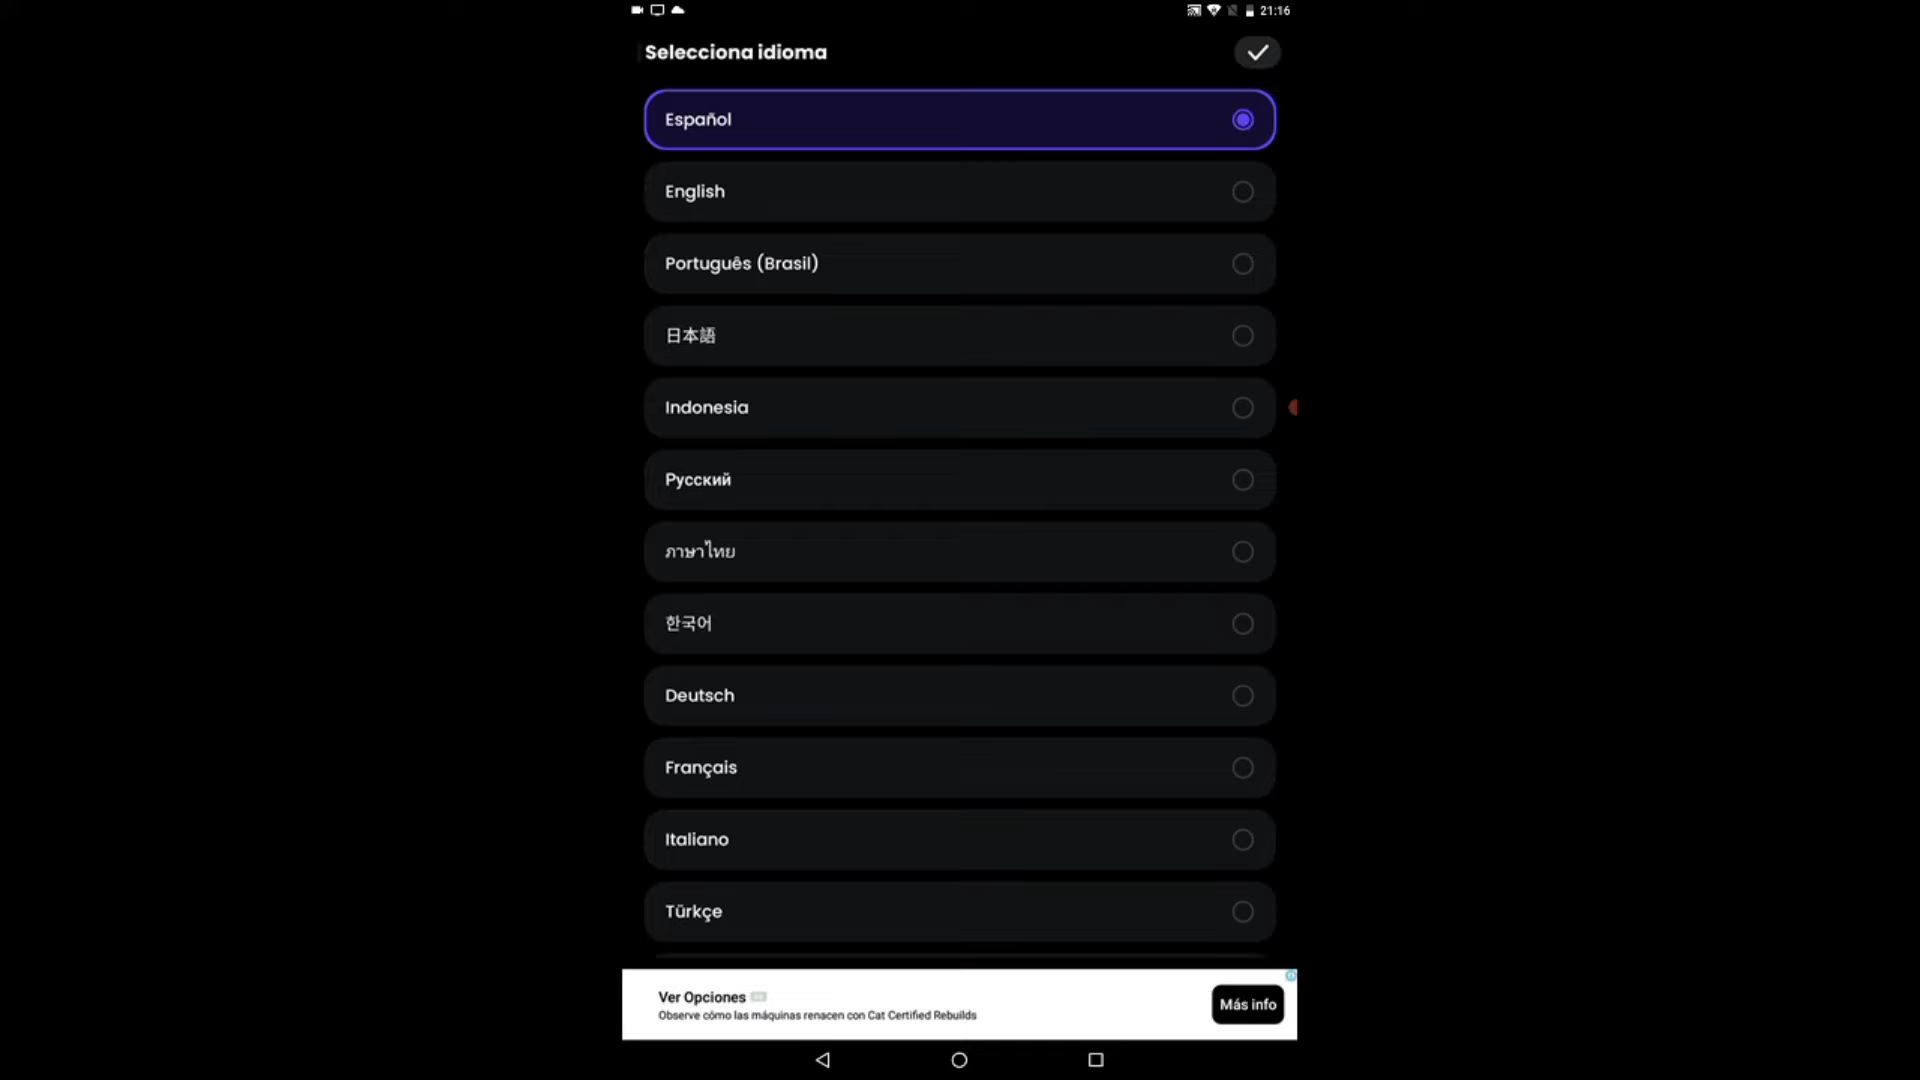 21:16
Selecciona idioma
Español
English
Português (Brasil)
日本語
Indonesia
Русский
ภาษาไทย
한국어
Deutsch
Français
Italiano
Türkçe
Ver Opciones
Observe cómo las máquinas renacen con Cat Certified Rebuilds
Más info